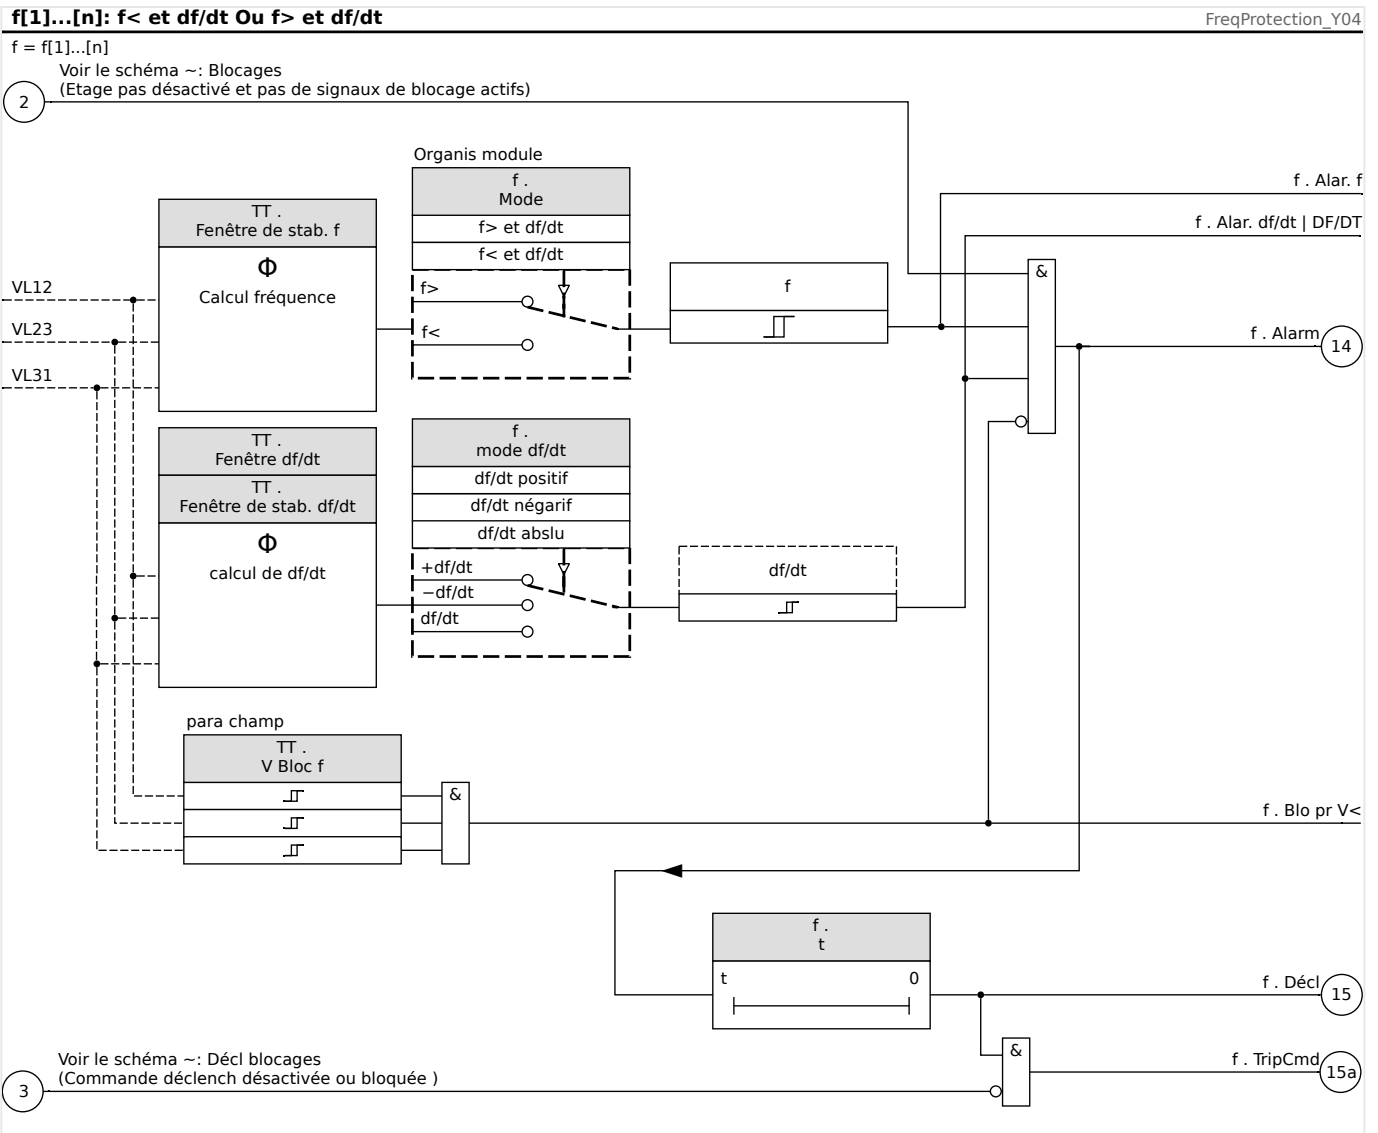 f[1]...[n]: f< et df/dt Ou f> et df/dt
FreqProtection_Y04
f = f[1]...[n]
Voir le schéma ~: Blocages
(Etage pas désactivé et pas de signaux de blocage actifs)
2
Organis module
f .
Mode
f> et df/dt
f< et df/dt
f>
f<
TT .
Fenêtre de stab. f
Φ
Calcul fréquence
VL12
VL23
VL31
f
f . Alar. f
f . Alar. df/dt | DF/DT
&
f . Alarm
14
TT .
Fenêtre df/dt
TT .
Fenêtre de stab. df/dt
Φ
calcul de df/dt
f .
mode df/dt
df/dt positif
df/dt négarif
df/dt abslu
+df/dt
−df/dt
df/dt
df/dt
para champ
TT .
V Bloc f
&
f . Blo pr V<
f .
t
t 0
f . Décl
15
Voir le schéma ~: Décl blocages
(Commande déclench désactivée ou bloquée )
3
&
f . TripCmd
15a